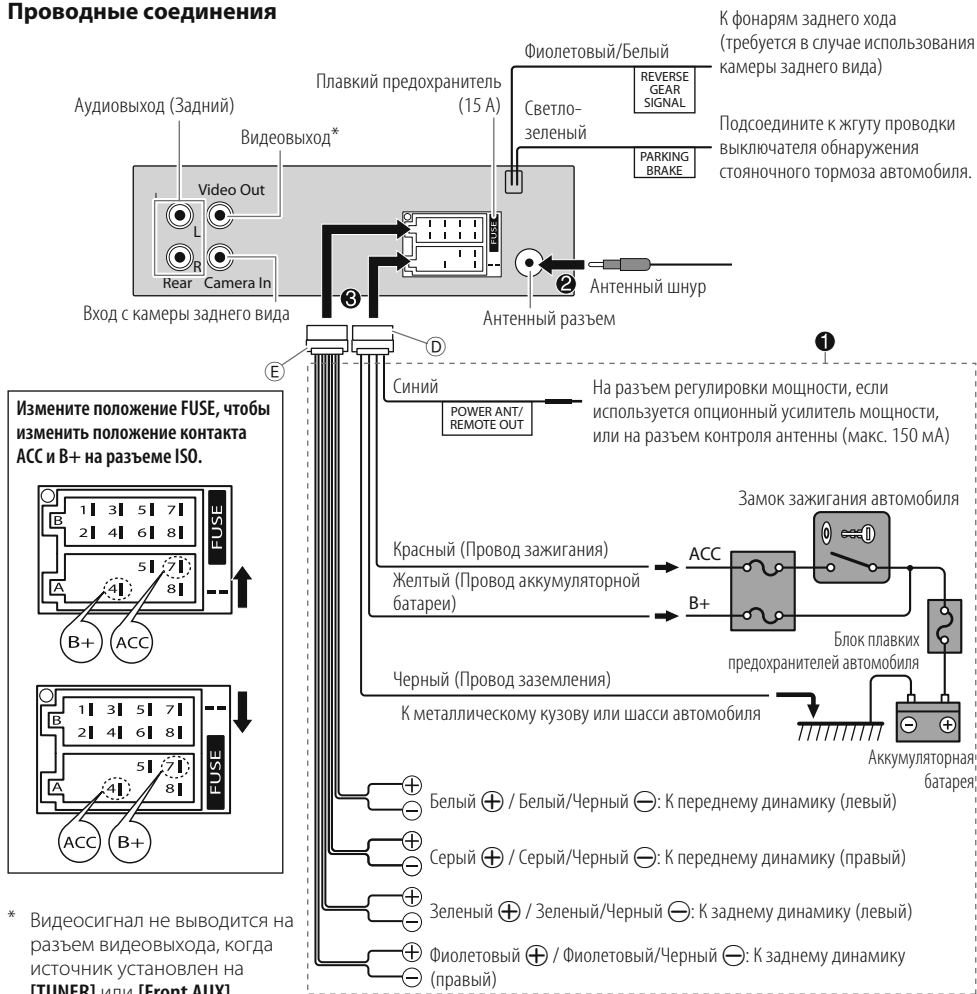 Проводные соединения
К фонарям заднего хода
(требуется в случае использования
камеры заднего вида)
Фиолетовый/Белый
REVERSE
GEAR
SIGNAL
Плавкий предохранитель
(15 А)
Светло-
зеленый
PARKING
BRAKE
Подсоедините к жгуту проводки
выключателя обнаружения
стояночного тормоза автомобиля.
Аудиовыход (Задний)
Видеовыход*
Video Out
L
R
Rear
Camera In
FUSE
Вход с камеры заднего вида
❸
❷
Антенный шнур
Антенный разъем
Ⓔ
Ⓓ
❶
Синий
POWER ANT/
REMOTE OUT
На разъем регулировки мощности, если
используется опционный усилитель мощности,
или на разъем контроля антенны (макс. 150 мА)
Измените положение FUSE, чтобы
изменить положение контакта
ACC и B+ на разъеме ISO.
B
1 3 5 7
2 4 6 8
A
5 7
4 8
FUSE
B+
ACC
B
1 3 5 7
2 4 6 8
A
5 7
4 8
FUSE
ACC
B+
Замок зажигания автомобиля
Красный (Провод зажигания)
ACC
Желтый (Провод аккумуляторной
батареи)
B+
Блок плавких
предохранителей автомобиля
Черный (Провод заземления)
К металлическому кузову или шасси автомобиля
⊖ ⊕
Аккумуляторная
батарея
⊕
⊖
Белый ⊕ / Белый/Черный ⊖: К переднему динамику (левый)
⊕
⊖
Серый ⊕ / Серый/Черный ⊖: К переднему динамику (правый)
⊕
⊖
Зеленый ⊕ / Зеленый/Черный ⊖: К заднему динамику (левый)
⊕
⊖
Фиолетовый ⊕ / Фиолетовый/Черный ⊖: К заднему динамику
(правый)
* Видеосигнал не выводится на
разъем видеовыхода, когда
источник установлен на
[TUNER] или [Front AUX]